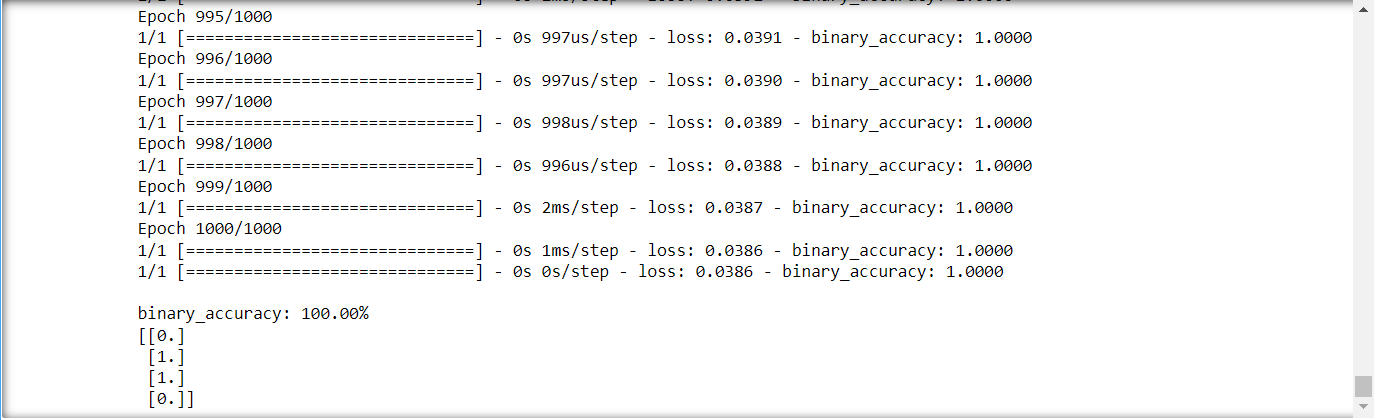 Epoch 995/1000
1/1 [==============================] - 0s 997us/step - loss: 0.0391 - binary_accuracy: 1.0000
Epoch 996/1000
1/1 [==============================] - 0s 997us/step - loss: 0.0390 - binary_accuracy: 1.0000
Epoch 997/1000
1/1 [==============================] - 0s 998us/step - loss: 0.0389 - binary_accuracy: 1.0000
Epoch 998/1000
1/1 [==============================] - 0s 996us/step - loss: 0.0388 - binary_accuracy: 1.0000
Epoch 999/1000
1/1 [==============================] - 0s 2ms/step - loss: 0.0387 - binary_accuracy: 1.0000
Epoch 1000/1000
1/1 [==============================] - 0s 1ms/step - loss: 0.0386 - binary_accuracy: 1.0000
1/1 [==============================] - 0s 0s/step - loss: 0.0386 - binary_accuracy: 1.0000
binary_accuracy: 100.00%
[[0.]
[1.]
[1.]
[0.]]